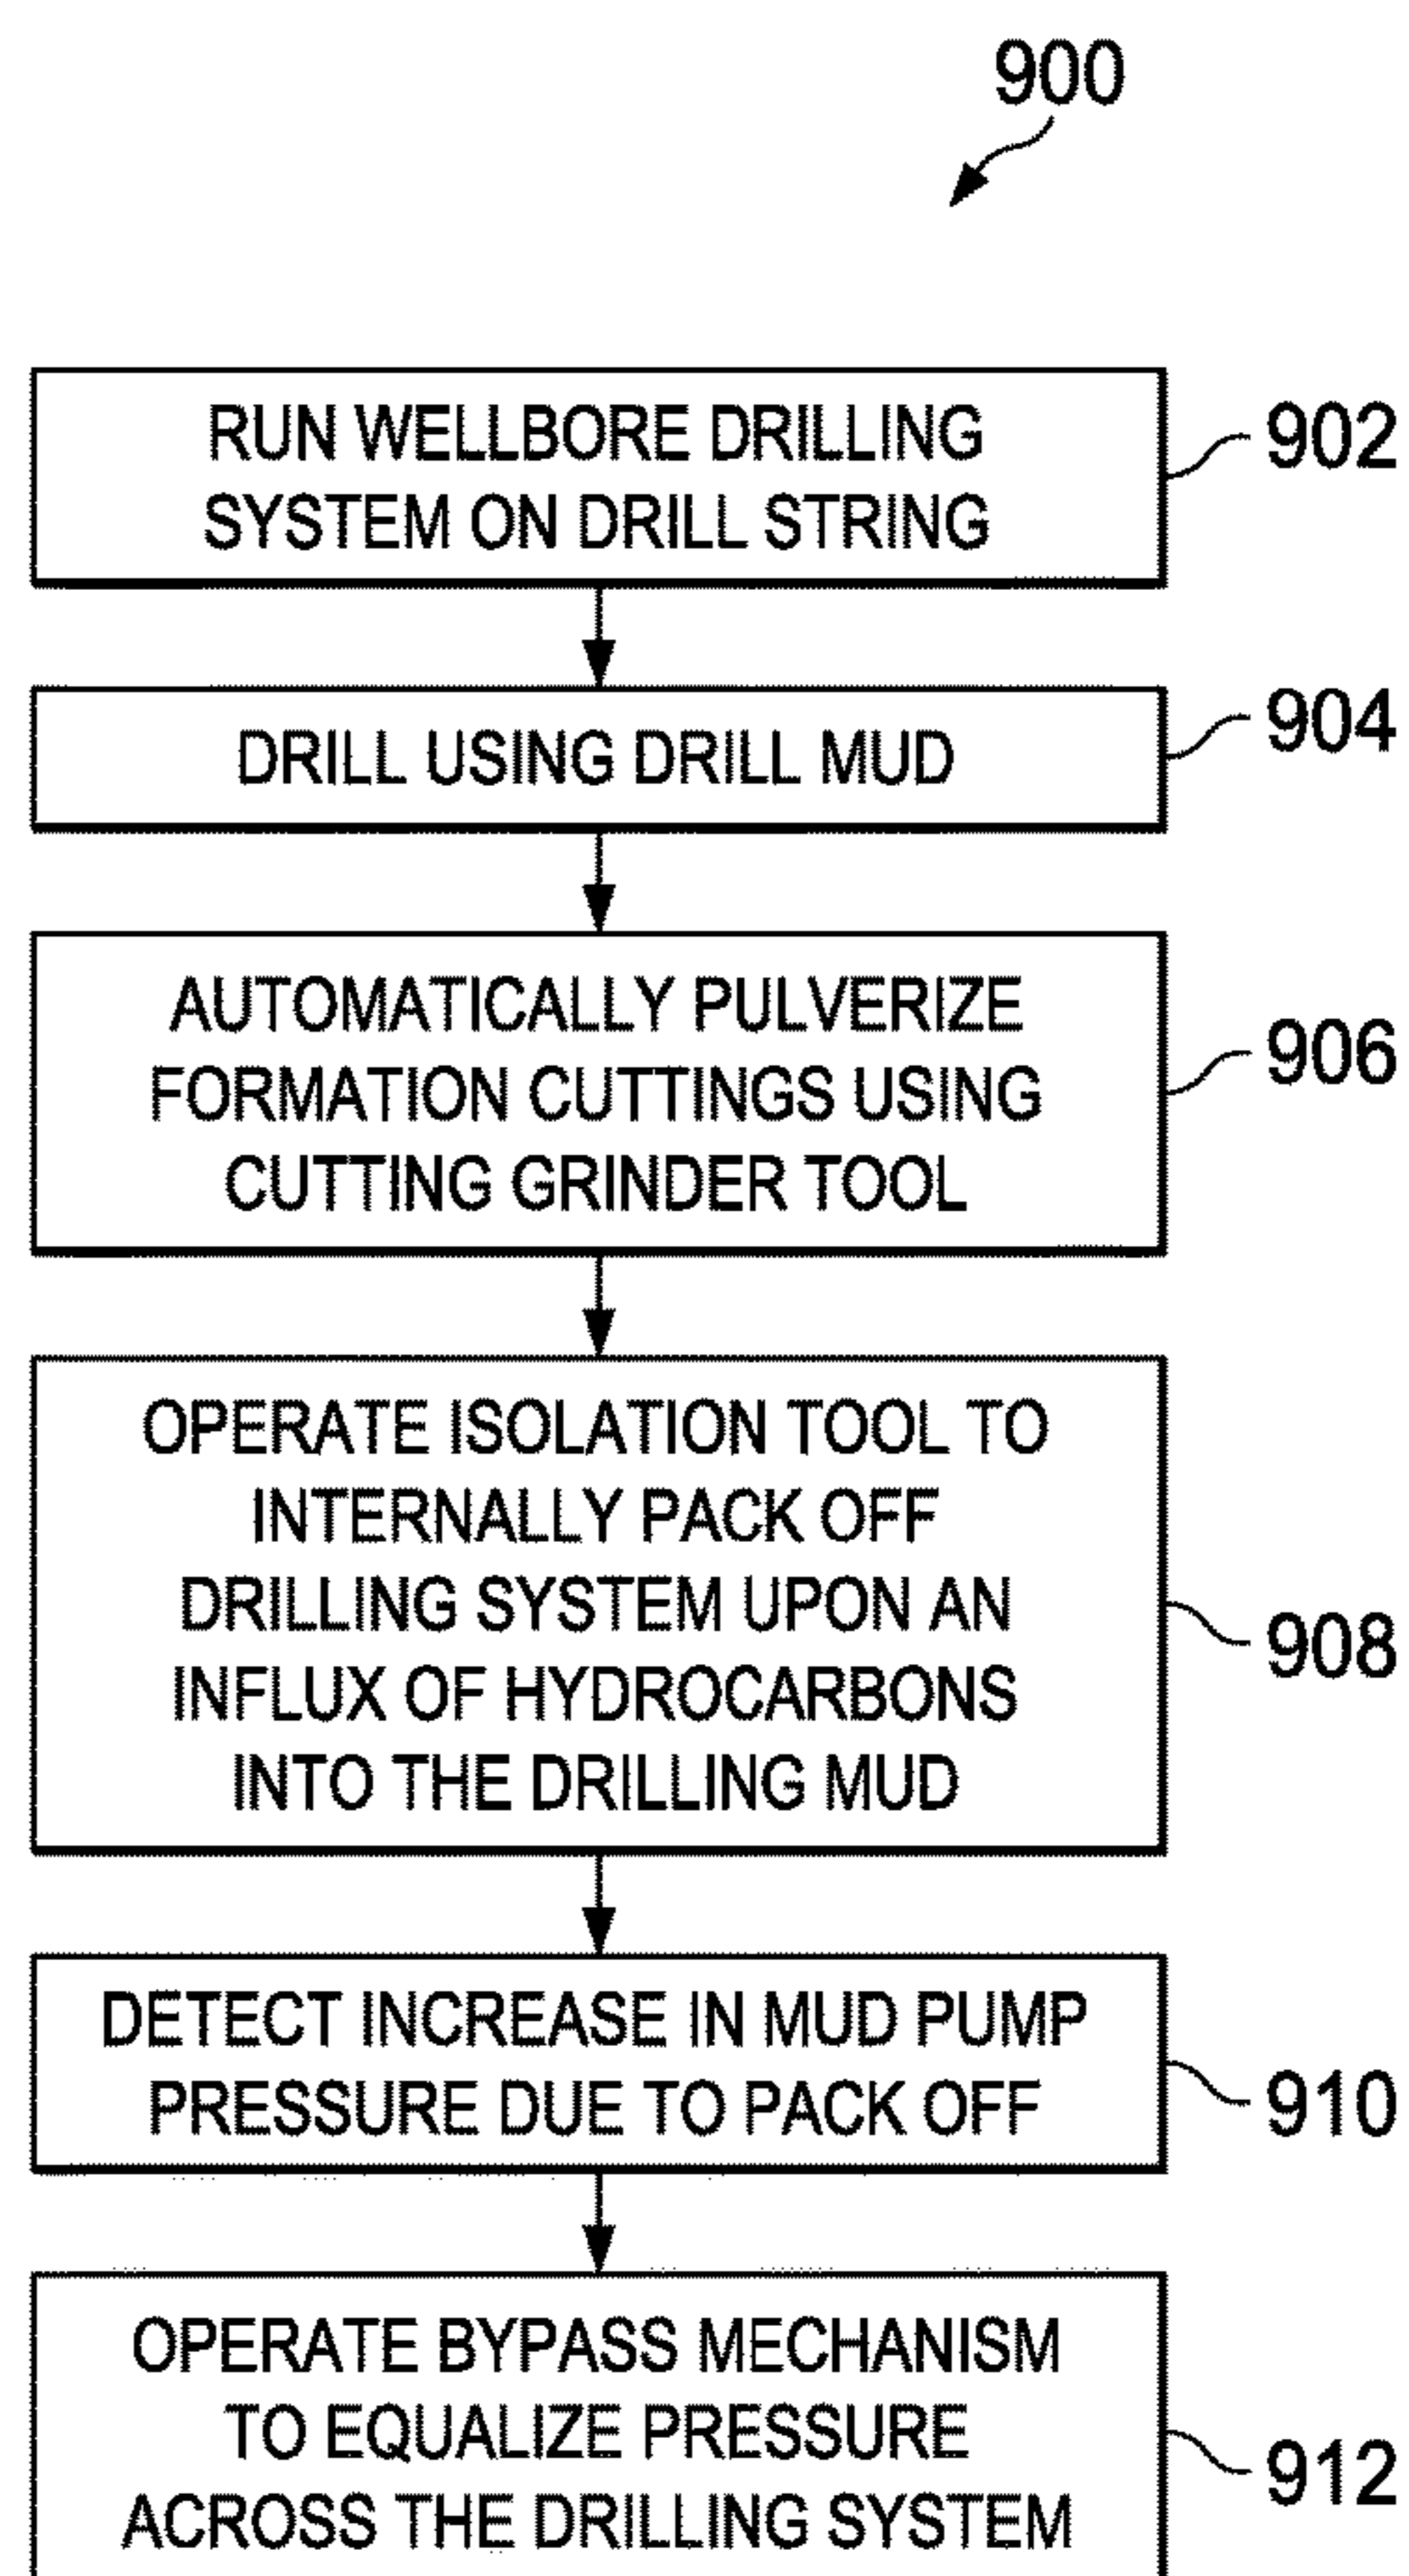 900
RUN WELLBORE DRILLING
SYSTEM ON DRILL STRING
902
DRILL USING DRILL MUD
904
AUTOMATICALLY PULVERIZE
FORMATION CUTTINGS USING
CUTTING GRINDER TOOL
906
OPERATE ISOLATION TOOL TO
INTERNALLY PACK OFF
DRILLING SYSTEM UPON AN
INFLUX OF HYDROCARBONS
INTO THE DRILLING MUD
908
DETECT INCREASE IN MUD PUMP
PRESSURE DUE TO PACK OFF
910
OPERATE BYPASS MECHANISM
TO EQUALIZE PRESSURE
ACROSS THE DRILLING SYSTEM
912